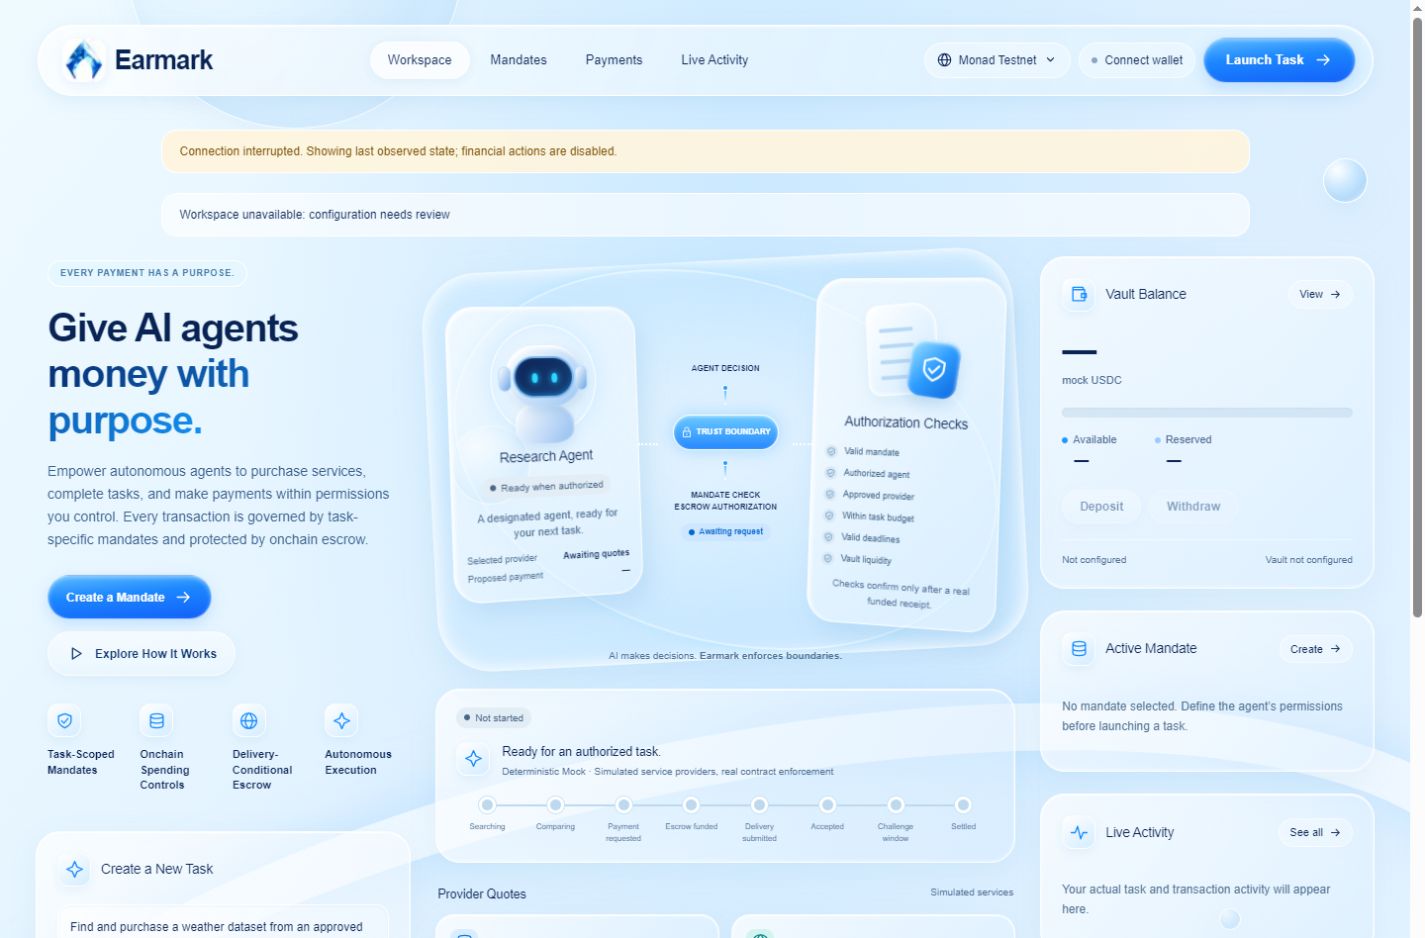 Earmark
Workspace
Mandates
Payments
Live Activity
Monad Testnet
Connect wallet
Launch Task
Connection interrupted. Showing last observed state; financial actions are disabled.
Workspace unavailable: configuration needs review
EVERY PAYMENT HAS A PURPOSE.
Give AI agents
money with
purpose.
Empower autonomous agents to purchase services,
complete tasks, and make payments within permissions
you control. Every transaction is governed by task-
specific mandates and protected by onchain escrow.
Create a Mandate
Explore How It Works
Task-Scoped
Mandates
Onchain
Spending
Controls
Delivery-
Conditional
Escrow
Autonomous
Execution
Create a New Task
Find and purchase a weather dataset from an approved
Research Agent
Ready when authorized
A designated agent, ready for
your next task.
Selected provider Awaiting quotes
Proposed payment —
AGENT DECISION
TRUST BOUNDARY
MANDATE CHECK
ESCROW AUTHORIZATION
Awaiting request
Authorization Checks
Valid mandate
Authorized agent
Approved provider
Within task budget
Valid deadlines
Vault liquidity
Checks confirm only after a real
funded receipt.
AI makes decisions. Earmark enforces boundaries.
Not started
Ready for an authorized task.
Deterministic Mock · Simulated service providers, real contract enforcement
Searching
Comparing
Payment
requested
Escrow funded
Delivery
submitted
Accepted
Challenge
window
Settled
Provider Quotes
Simulated services
Vault Balance
View
—
mock USDC
Available
—
Reserved
—
Deposit
Withdraw
Not configured
Vault not configured
Active Mandate
Create
No mandate selected. Define the agent's permissions
before launching a task.
Live Activity
See all
Your actual task and transaction activity will appear
here.